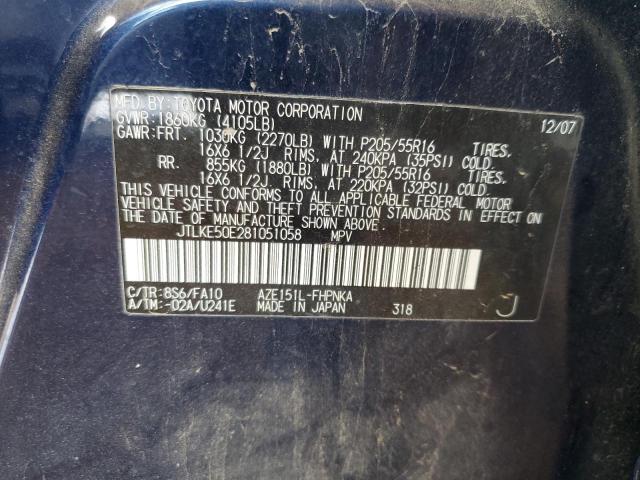 MFD.BY:TOYOTA MOTOR CORPORATION 12/07
GVWR:1860KG (4105LB)
GAWR:FRT. 1030KG (2270LB) WITH P205/55R16 TIRES,
16X6 1/2J RIMS, AT 240KPA (35PSI) COLD.
RR. 855KG (1880LB) WITH P205/55R16 TIRES,
16X6 1/2J RIMS, AT 220KPA (32PSI) COLD.
THIS VEHICLE CONFORMS TO ALL APPLICABLE FEDERAL MOTOR
VEHICLE SAFETY AND THEFT PREVENTION STANDARDS IN EFFECT ON
THE DATE OF MANUFACTURE SHOWN ABOVE.
JTLKE50E281051058 MPV
C/TR:8S6/FA10 AZE151L-FHPNKA
A/TM:-02A/U241E MADE IN JAPAN 318 J